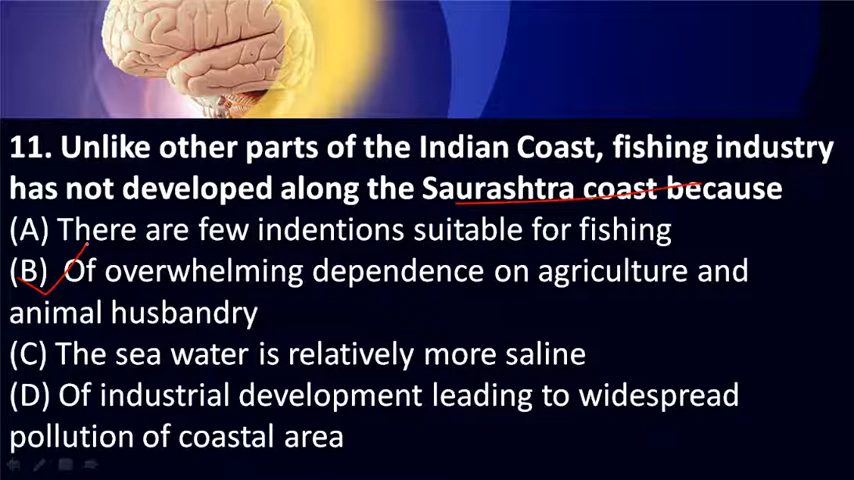 11. Unlike other parts of the Indian Coast, fishing industry
has not developed along the Saurashtra coast because
(A) There are few indentions suitable for fishing
(B) Of overwhelming dependence on agriculture and
animal husbandry
(C) The sea water is relatively more saline
(D) Of industrial development leading to widespread
pollution of coastal area